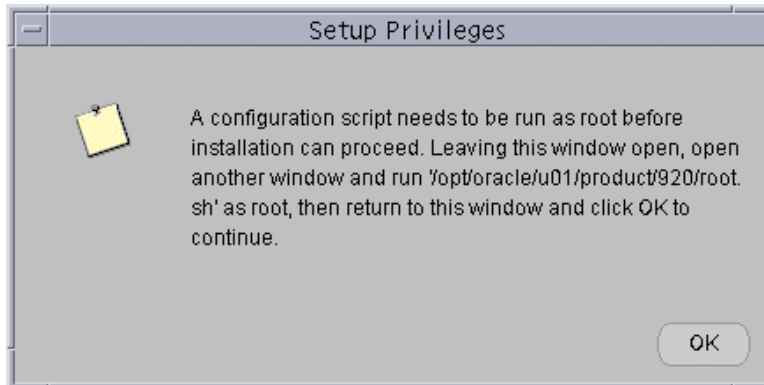 Setup Privileges
A configuration script needs to be run as root before
installation can proceed. Leaving this window open, open
another window and run '/opt/oracle/u01/product/920/root.
sh' as root, then return to this window and click OK to
continue.
OK